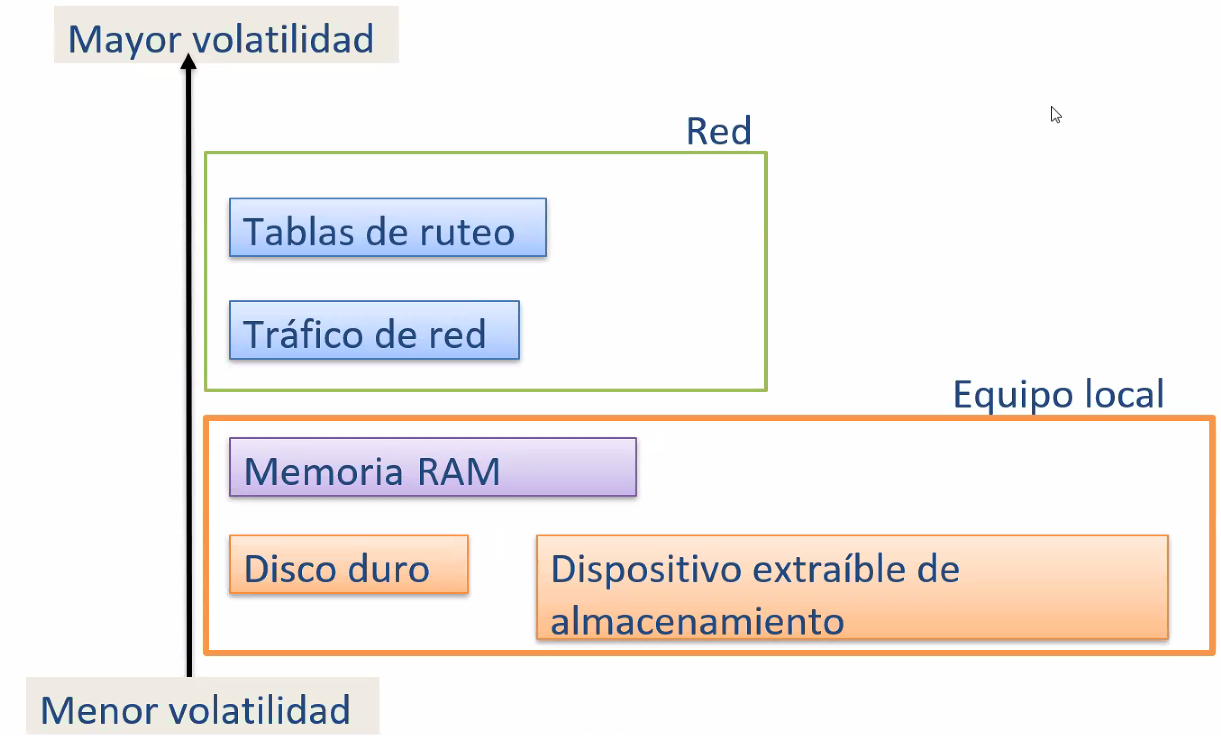 Mayor volatilidad
Red
Tablas de ruteo
Tráfico de red
Equipo local
Memoria RAM
Disco duro
Dispositivo extraíble de
almacenamiento
Menor volatilidad